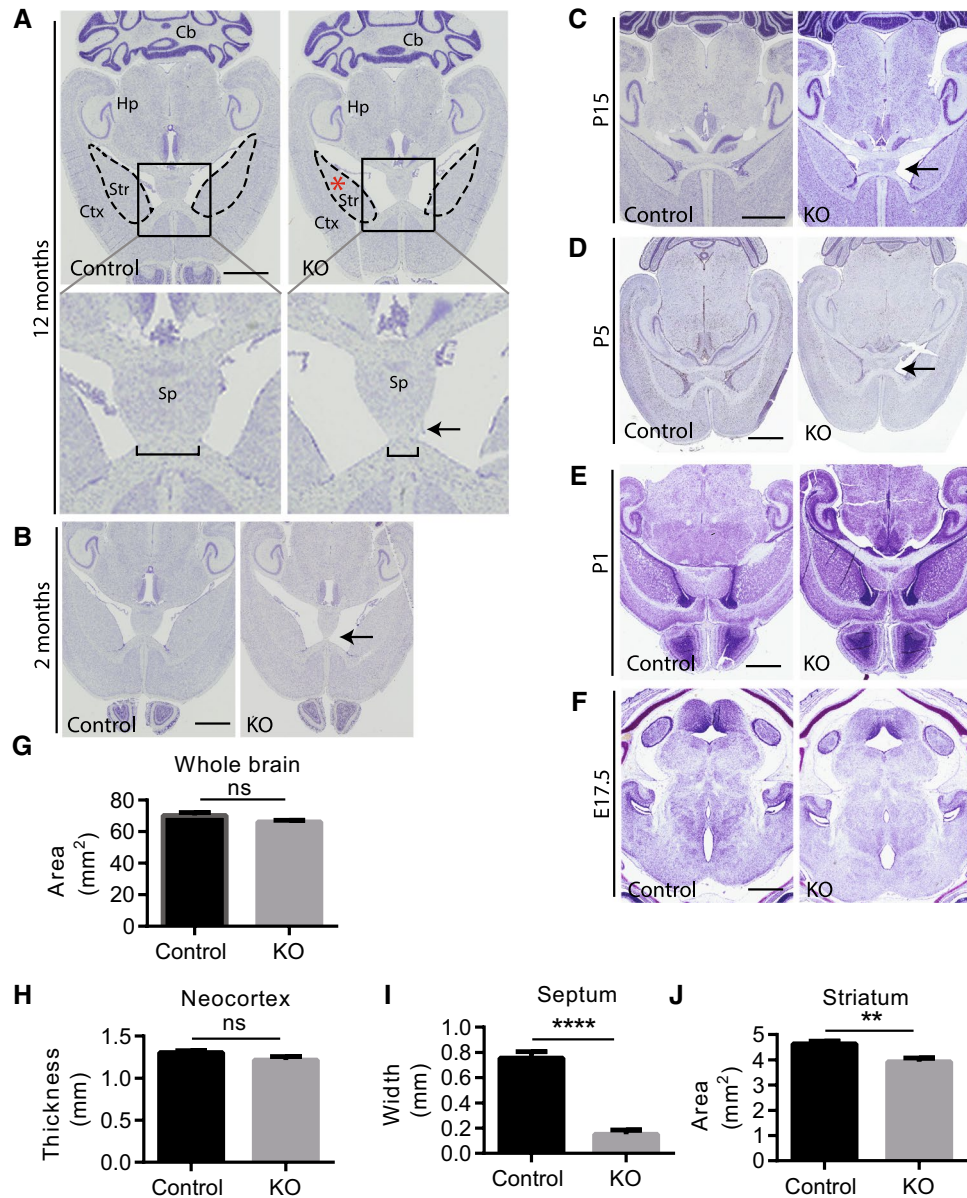 A
Cb
Cb
Hp
Hp
Str
*
Str
Ctx
Ctx
Control
KO
12 months
Sp
Sp
B
2 months
Control
KO
C
P15
Control
KO
D
P5
Control
KO
E
P1
Control
KO
F
E17.5
Control
KO
G
Whole brain
ns
Area
(mm²)
80
60
40
20
0
Control
KO
H
Neocortex
ns
Thickness
(mm)
1.5
1.0
0.5
0.0
Control
KO
I
Septum
****
Width
(mm)
1.0
0.8
0.6
0.4
0.2
0.0
Control
KO
J
Striatum
**
Area
(mm²)
5
4
3
2
1
0
Control
KO